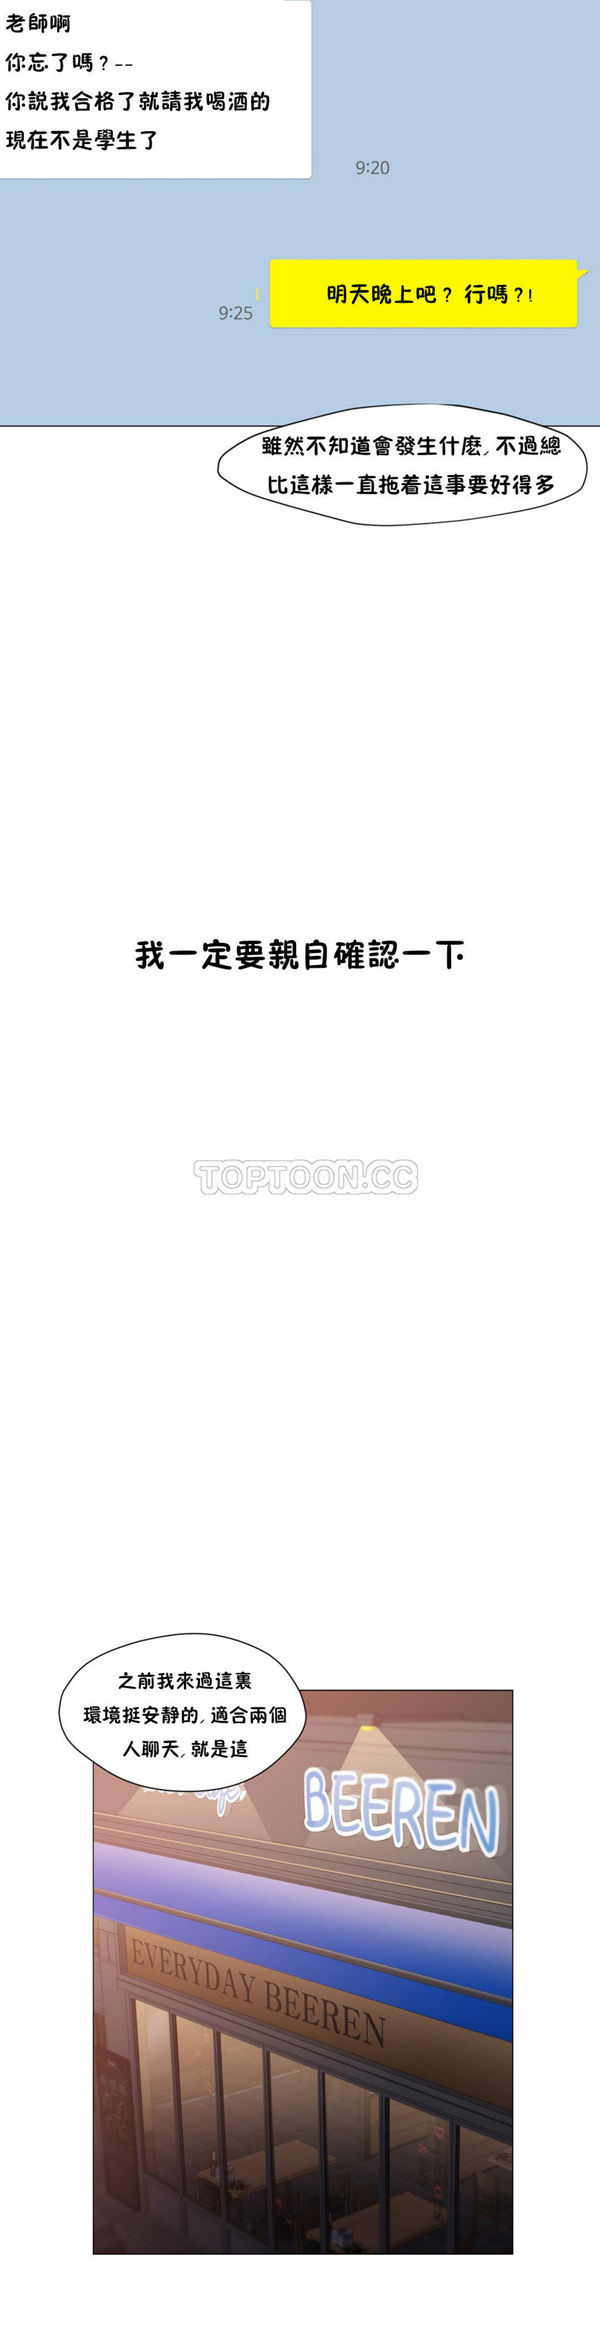 老師啊
你忘了嗎？--
你説我合格了就請我喝酒的
現在不是學生了
9:20
1
9:25
明天晚上吧？ 行嗎？!
雖然不知道會發生什麽, 不過總
比這樣一直拖着這事要好得多
我一定要親自確認一下
TOPTOON.CC
之前我來過這裏
環境挺安静的, 適合兩個
人聊天, 就是這
BEEREN
EVERYDAY BEEREN